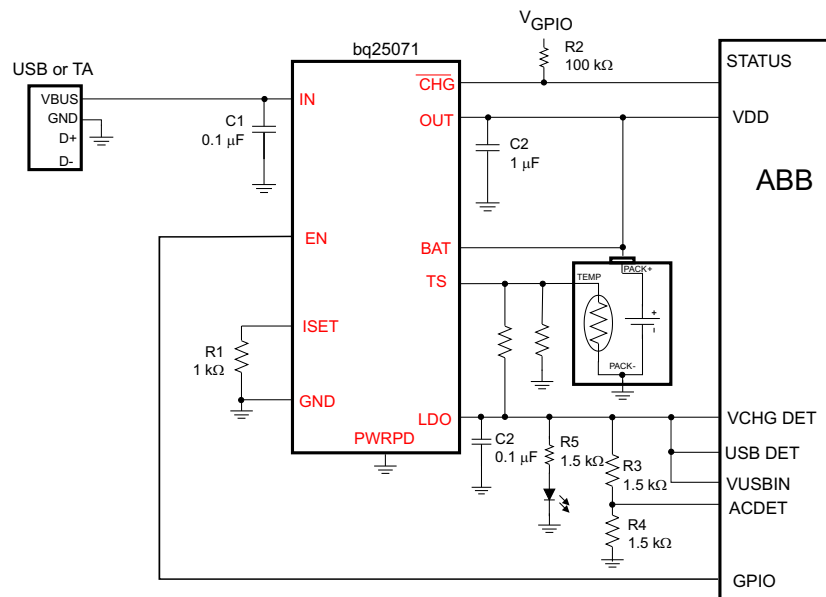 bq25071
V GPIO
R2
100 kΩ
USB or TA
VBUS
GND
D+
D-
C1
0.1 μF
IN
CHG
OUT
C2
1 μF
STATUS
VDD
ABB
EN
BAT
TS
TEMP
PACK+
+
-
PACK-
ISET
R1
1 kΩ
GND
LDO
PWRPD
C2
0.1 μF
R5
1.5 kΩ
R3
1.5 kΩ
R4
1.5 kΩ
VCHG DET
USB DET
VUSBIN
ACDET
GPIO